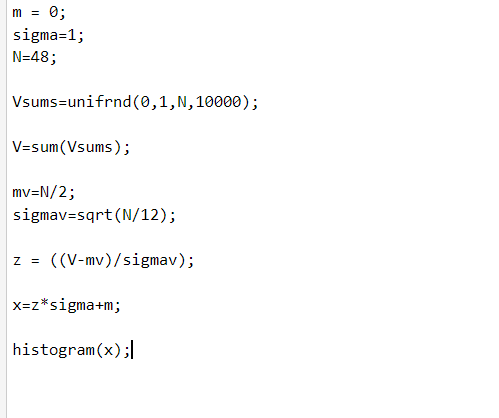 m = 0;
sigma=1;
N=48;
Vsums=unifrnd(0,1,N,10000);
V=sum(Vsums);
mv=N/2;
sigmav=sqrt(N/12);
z = ((V-mv)/sigmav);
x=z*sigma+m;
histogram(x);